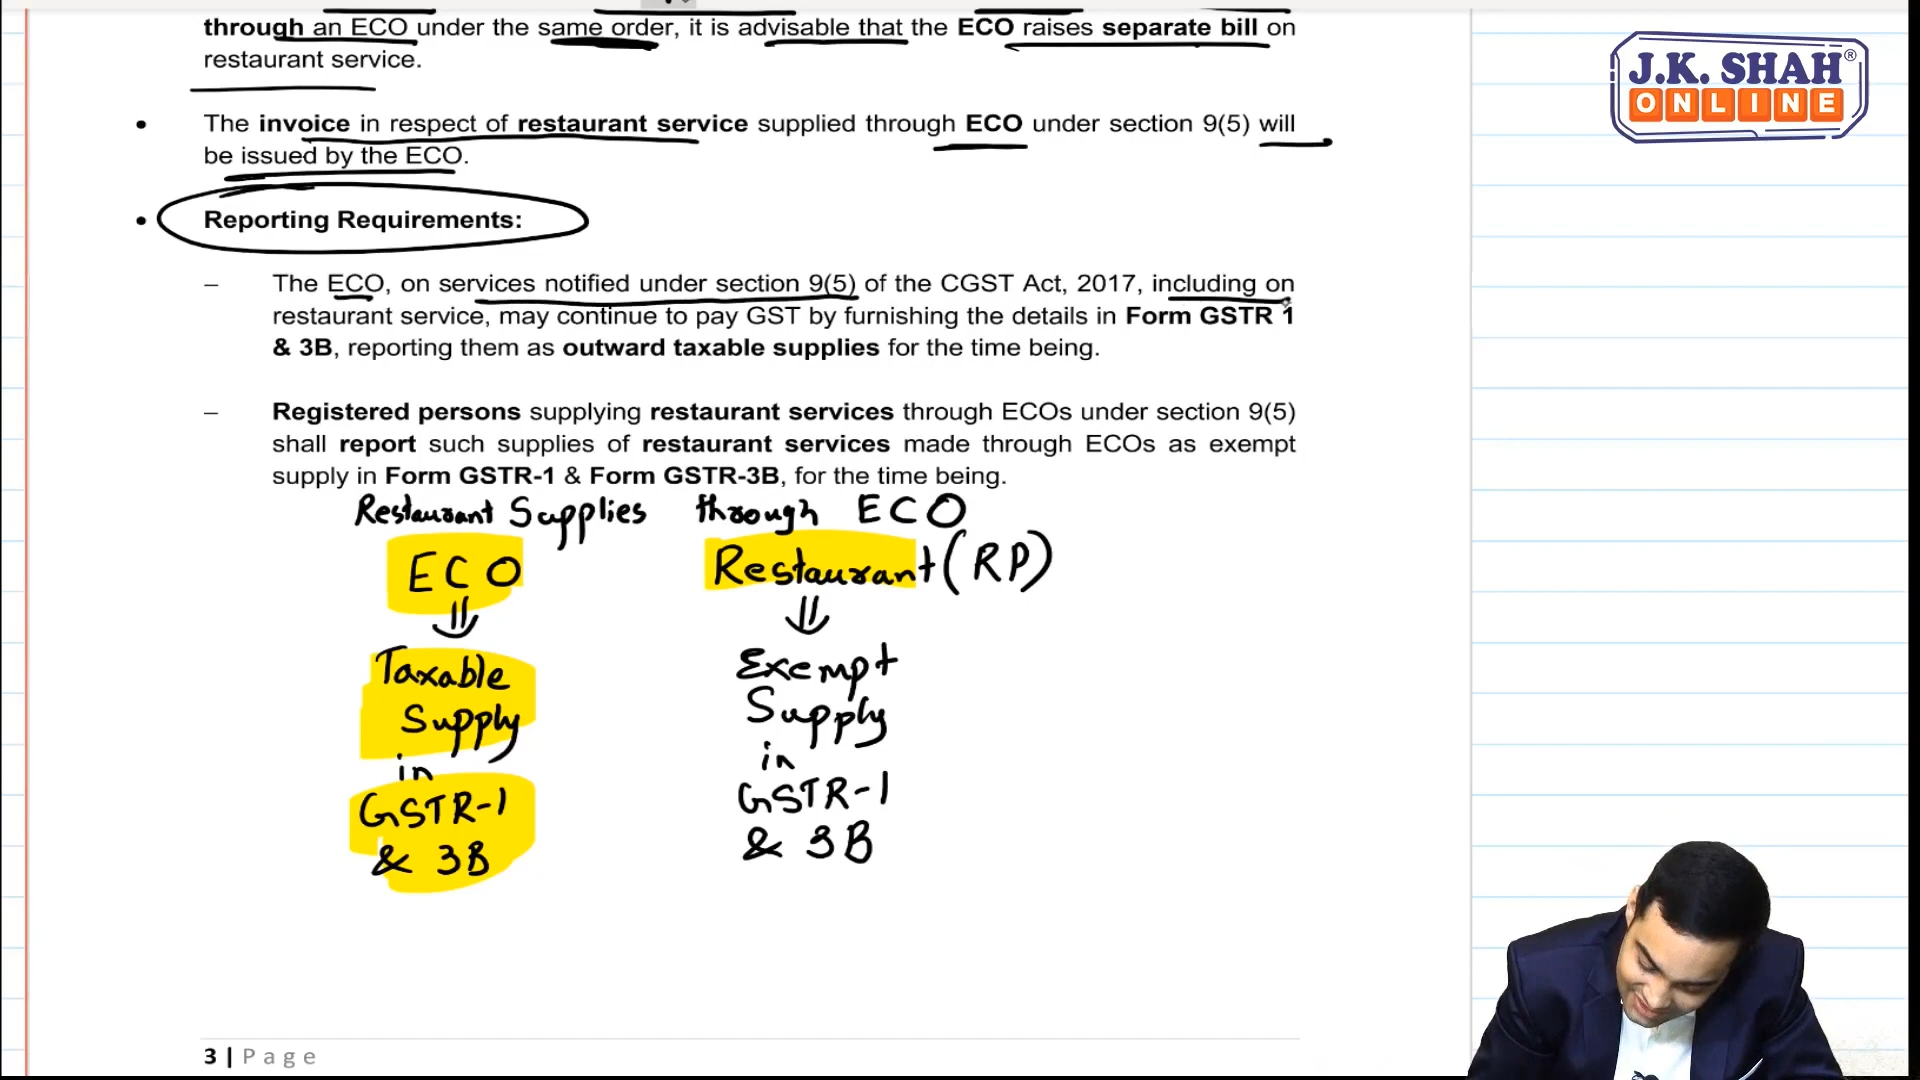 through an ECO under the same order, it is advisable that the ECO raises separate bill on
restaurant service.
J.K. SHAH®
ONLINE
• The invoice in respect of restaurant service supplied through ECO under section 9(5) will
be issued by the ECO.
• Reporting Requirements:
– The ECO, on services notified under section 9(5) of the CGST Act, 2017, including on
restaurant service, may continue to pay GST by furnishing the details in Form GSTR 1
& 3B, reporting them as outward taxable supplies for the time being.
– Registered persons supplying restaurant services through ECOs under section 9(5)
shall report such supplies of restaurant services made through ECOs as exempt
supply in Form GSTR-1 & Form GSTR-3B, for the time being.
Restaurant Supplies through ECO
ECO
Taxable
Supply
in
GSTR-1
& 3B
Restaurant (RP)
Exempt
Supply
in
GSTR-1
& 3B
3 | Page